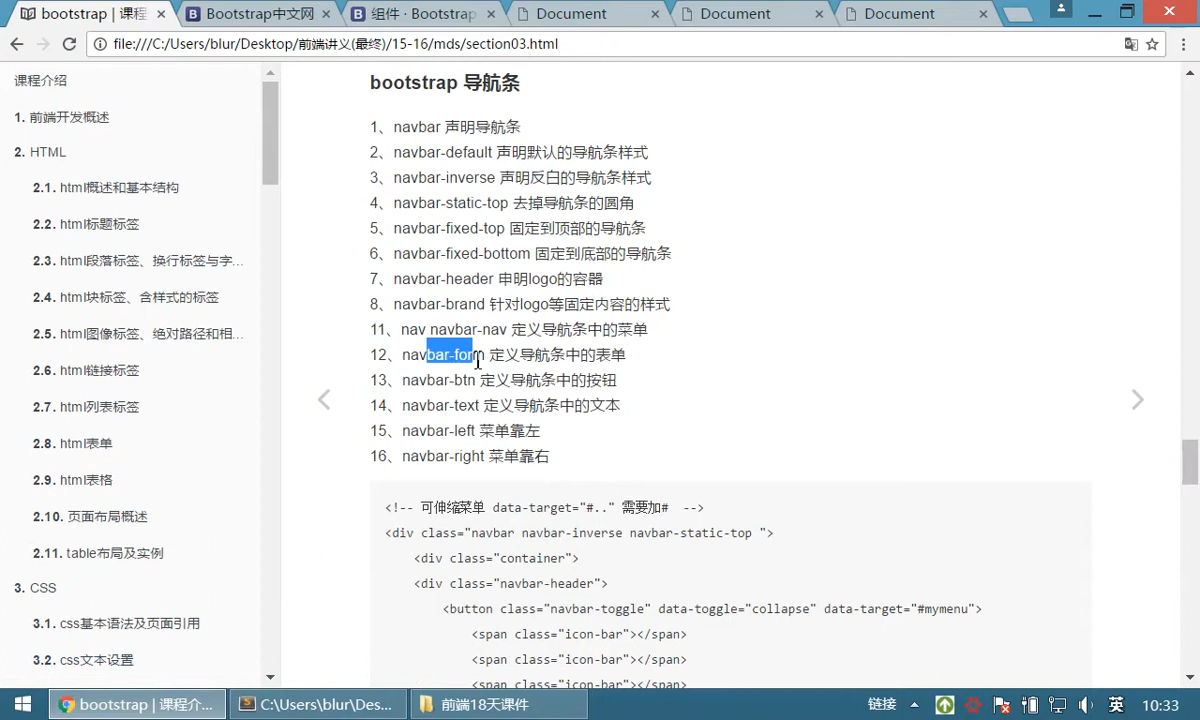 bootstrap | 课程
Bootstrap中文网
组件 · Bootstrap
Document
Document
Document
file:///C:/Users/blur/Desktop/前端讲义(最终)/15-16/mds/section03.html
课程介绍
1. 前端开发概述
2. HTML
2.1. html概述和基本结构
2.2. html标题标签
2.3. html段落标签、换行标签与字...
2.4. html块标签、含样式的标签
2.5. html图像标签、绝对路径和相...
2.6. html链接标签
2.7. html列表标签
2.8. html表单
2.9. html表格
2.10. 页面布局概述
2.11. table布局及实例
3. CSS
3.1. css基本语法及页面引用
3.2. css文本设置
bootstrap 导航条
1、navbar 声明导航条
2、navbar-default 声明默认的导航条样式
3、navbar-inverse 声明反白的导航条样式
4、navbar-static-top 去掉导航条的圆角
5、navbar-fixed-top 固定到顶部的导航条
6、navbar-fixed-bottom 固定到底部的导航条
7、navbar-header 申明logo的容器
8、navbar-brand 针对logo等固定内容的样式
11、nav navbar-nav 定义导航条中的菜单
12、navbar-form 定义导航条中的表单
13、navbar-btn 定义导航条中的按钮
14、navbar-text 定义导航条中的文本
15、navbar-left 菜单靠左
16、navbar-right 菜单靠右
<!-- 可伸缩菜单 data-target="#.." 需要加#  -->
<div class="navbar navbar-inverse navbar-static-top ">
<div class="container">
<div class="navbar-header">
<button class="navbar-toggle" data-toggle="collapse" data-target="#mymenu">
<span class="icon-bar"></span>
<span class="icon-bar"></span>
<span class="icon-bar"></span>
bootstrap | 课程介...
C:\Users\blur\Des...
前端18天课件
链接
英
10:33